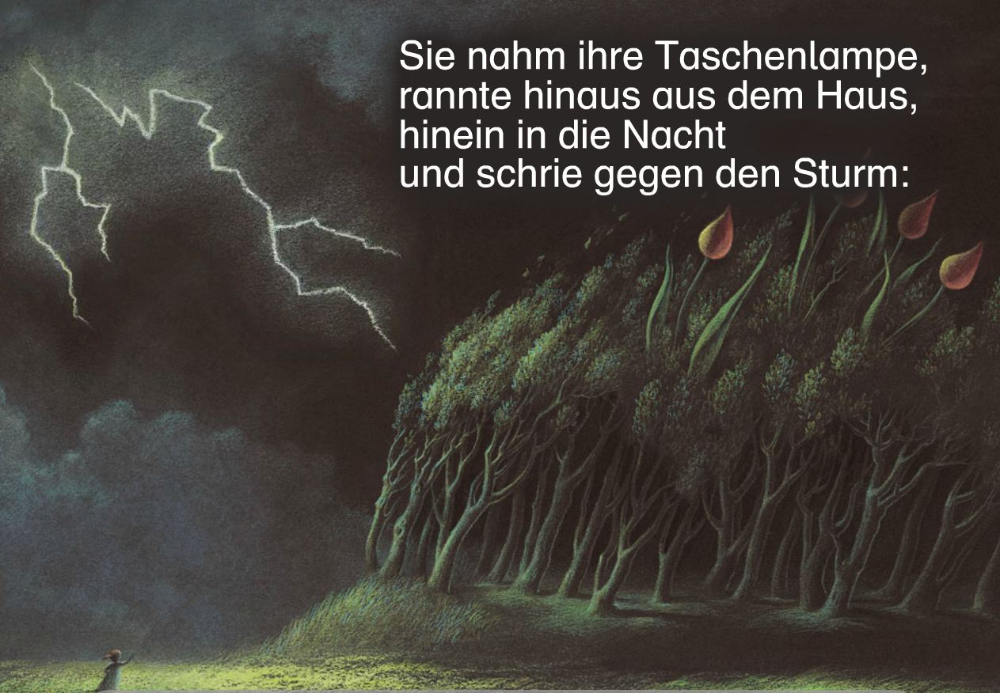 Sie nahm ihre Taschenlampe,
rannte hinaus aus dem Haus,
hinein in die Nacht
und schrie gegen den Sturm: